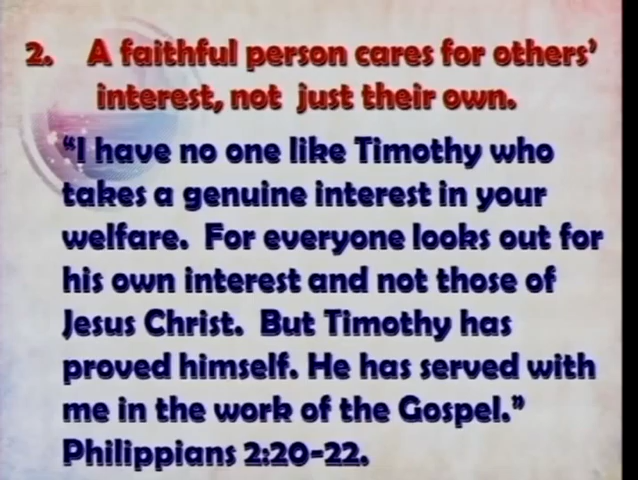 2. A faithful person cares for others'
interest, not just their own.
"I have no one like Timothy who
takes a genuine interest in your
welfare. For everyone looks out for
his own interest and not those of
Jesus Christ. But Timothy has
proved himself. He has served with
me in the work of the Gospel."
Philippians 2:20-22.